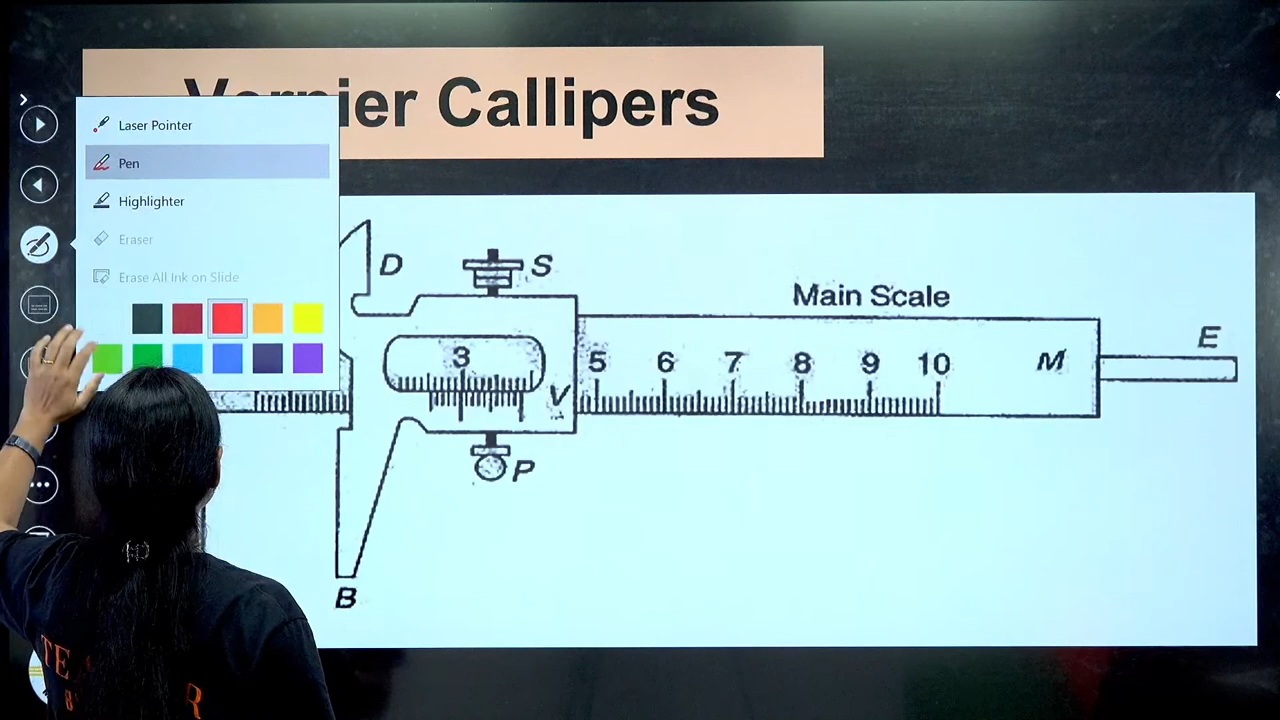 Vernier Callipers
Laser Pointer
Pen
Highlighter
Eraser
Erase All Ink on Slide
D
S
Main Scale
E
3
5 6 7 8 9 10
M
V
P
B